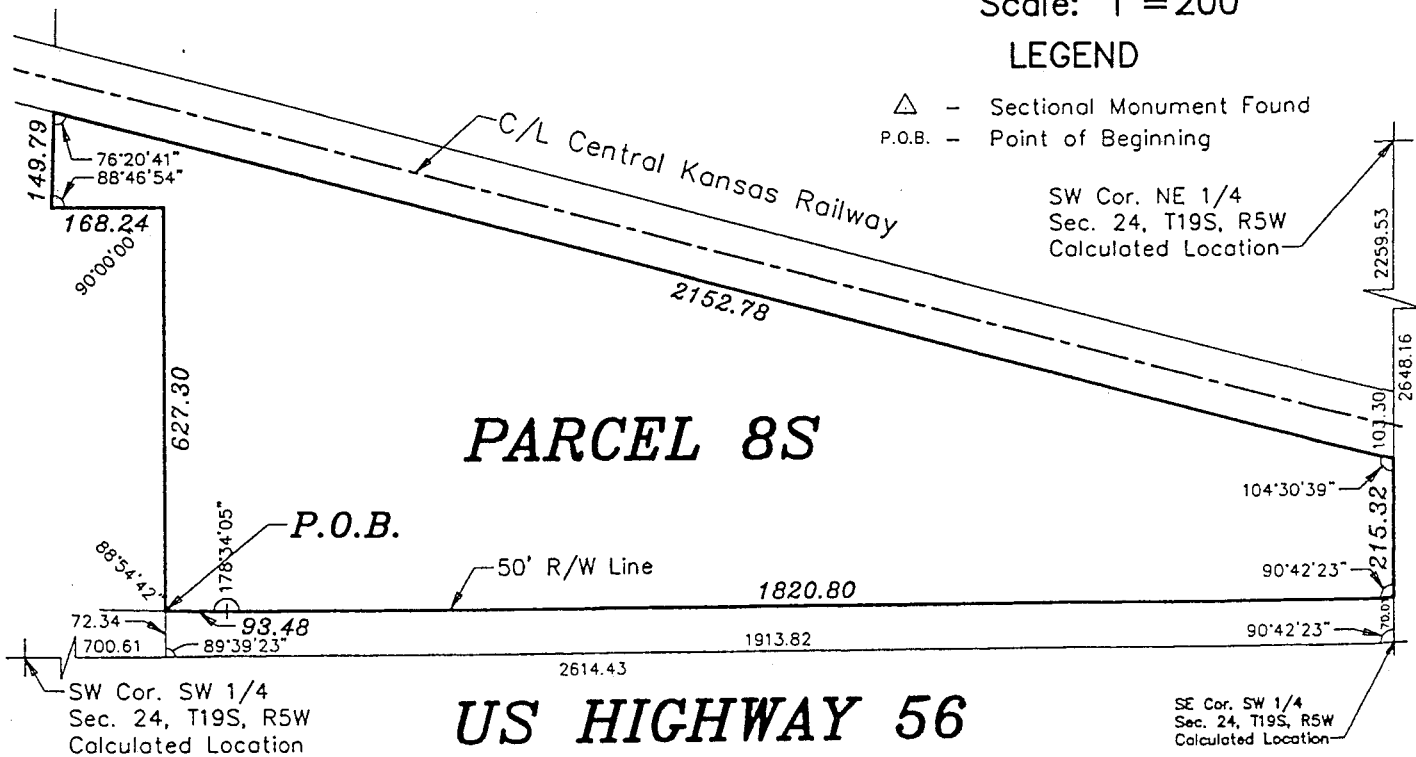 Scale: 1"=200'
LEGEND
△ - Sectional Monument Found
P.O.B. - Point of Beginning
C/L Central Kansas Railway
149.79
76°20'41"
88°46'54"
168.24
90°00'00"
SW Cor. NE 1/4
Sec. 24, T19S, R5W
Calculated Location
2259.53
2648.16
2152.78
627.30
PARCEL 8S
103.30
104°30'39"
215.32
P.O.B.
178°34'05"
88°54'42"
50' R/W Line
1820.80
90°42'23"
72.34
93.48
70.01
700.61
89°39'23"
1913.82
90°42'23"
2614.43
SW Cor. SW 1/4
Sec. 24, T19S, R5W
Calculated Location
US HIGHWAY 56
SE Cor. SW 1/4
Sec. 24, T19S, R5W
Calculated Location